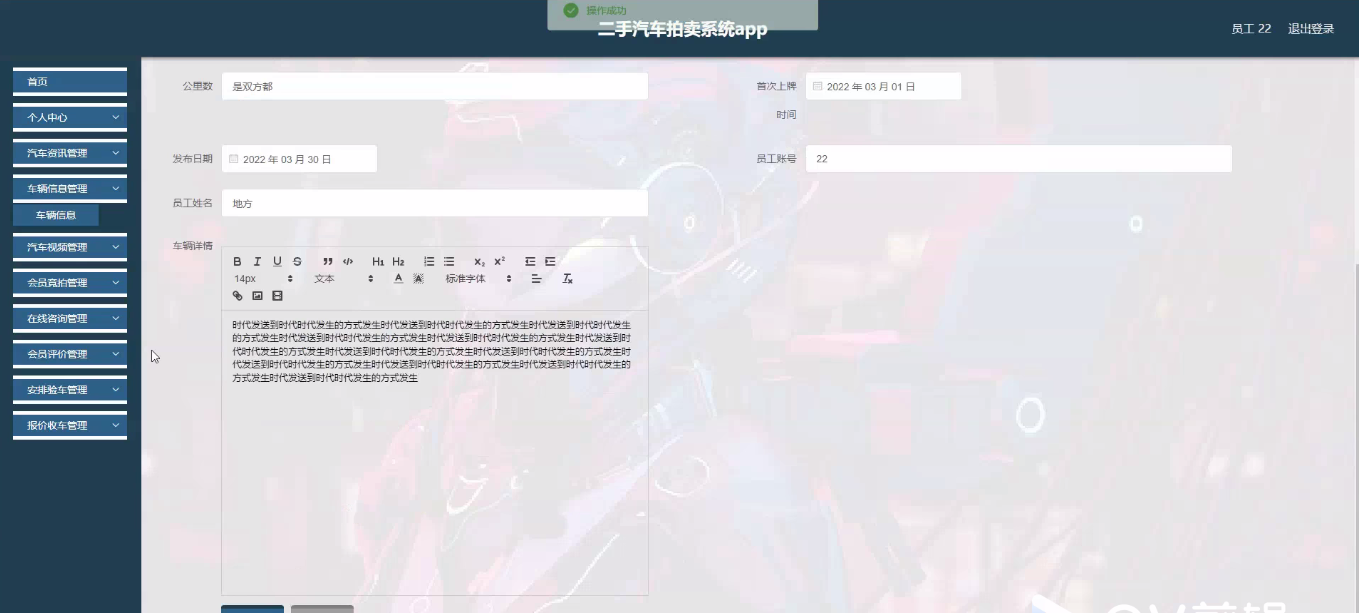 操作成功
二手汽车拍卖系统app
员工 22 退出登录
首页
个人中心
汽车资讯管理
车辆信息管理
车辆信息
汽车视频管理
会员竟拍管理
在线咨询管理
会员评价管理
安排验车管理
报价收车管理
公里数 是双方都
首次上牌时间 2022 年 03 月 01 日
发布日期 2022 年 03 月 30 日
员工账号 22
员工姓名 地方
车辆详情
B I U S ” </> H1 H2 X₂ X²
14px 文本 A A 标准字体 Tx
时代发送到时代时代发生的方式发生时代发送到时代时代发生的方式发生时代发送到时代时代发生
的方式发生时代发送到时代时代发生的方式发生时代发送到时代时代发生的方式发生时代发送到时
代时代发生的方式发生时代发送到时代时代发生的方式发生时代发送到时代时代发生的方式发生时
代发送到时代时代发生的方式发生时代发送到时代时代发生的方式发生时代发送到时代时代发生的
方式发生时代发送到时代时代发生的方式发生